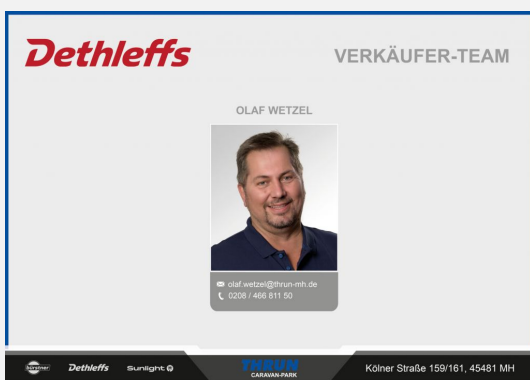 Dethleffs
VERKÄUFER-TEAM
OLAF WETZEL
olaf.wetzel@thrun-mh.de
0208 / 466 811 50
bürstner
Dethleffs
Sunlight
THRUN
CARAVAN-PARK
Kölner Straße 159/161, 45481 MH